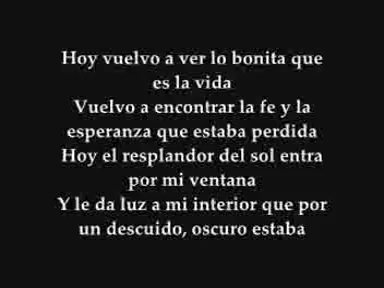 Hoy vuelvo a ver lo bonita que
es la vida
Vuelvo a encontrar la fe y la
esperanza que estaba perdida
Hoy el resplandor del sol entra
por mi ventana
Y le da luz a mi interior que por
un descuido, oscuro estaba